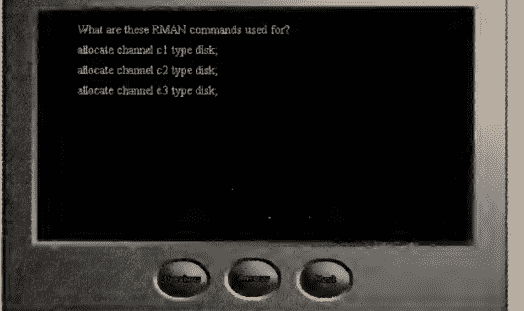 What are these RMAN commands used for?
allocate channel c1 type disk;
allocate channel c2 type disk;
allocate channel c3 type disk;